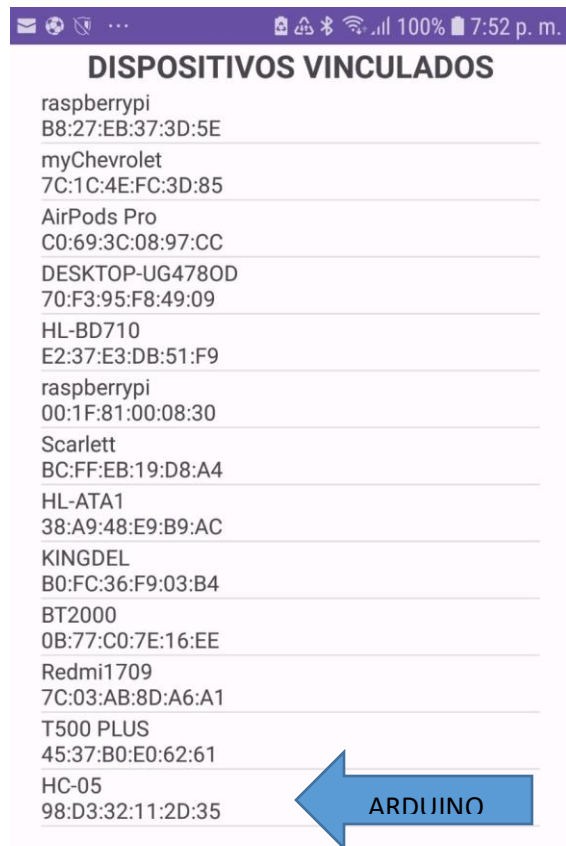 100% 7:52 p. m.
DISPOSITIVOS VINCULADOS
raspberrypi
B8:27:EB:37:3D:5E
myChevrolet
7C:1C:4E:FC:3D:85
AirPods Pro
C0:69:3C:08:97:CC
DESKTOP-UG478OD
70:F3:95:F8:49:09
HL-BD710
E2:37:E3:DB:51:F9
raspberrypi
00:1F:81:00:08:30
Scarlett
BC:FF:EB:19:D8:A4
HL-ATA1
38:A9:48:E9:B9:AC
KINGDEL
B0:FC:36:F9:03:B4
BT2000
0B:77:C0:7E:16:EE
Redmi1709
7C:03:AB:8D:A6:A1
T500 PLUS
45:37:B0:E0:62:61
HC-05
98:D3:32:11:2D:35
ARDUINO